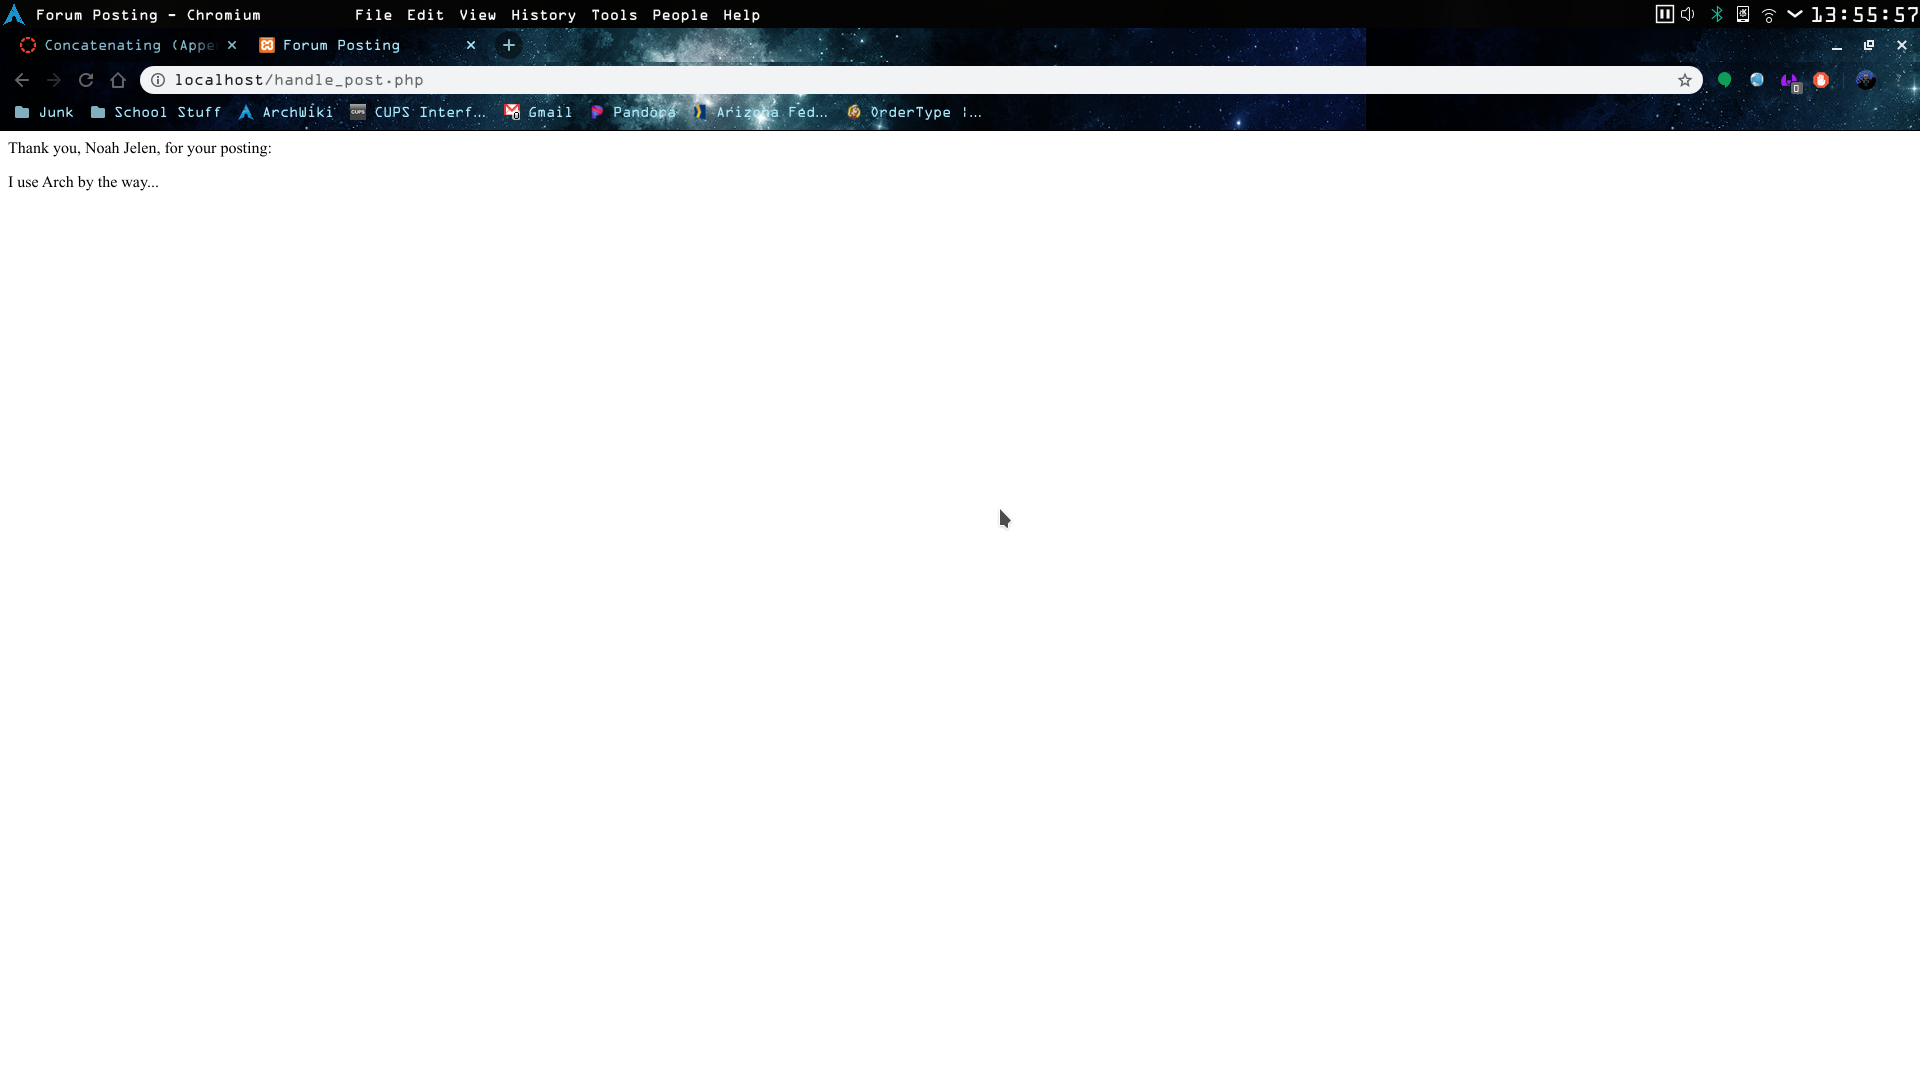 Forum Posting - Chromium File Edit View History Tools People Help 13:55:57
Concatenating (Appe Forum Posting
localhost/handle_post.php
Junk School Stuff ArchWiki CUPS Interf... Gmail Pandora Arizona Fed... OrderType |...
Thank you, Noah Jelen, for your posting:
I use Arch by the way...